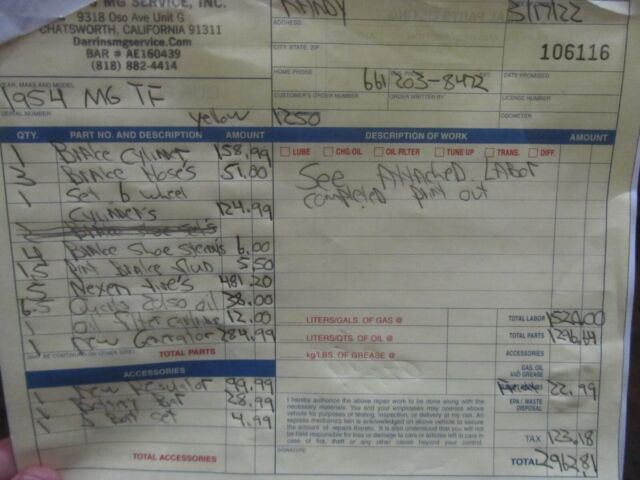 MG SERVICE, INC.
9318 Oso Ave Unit G
CHATSWORTH, CALIFORNIA 91311
DarrinsmgService.Com
BAR # AE160439
(818) 882-4414
ADDRESS
3/17/22
CITY, STATE, ZIP
106116
HOME PHONE
661 203-8472
DATE PROMISED
YEAR, MAKE AND MODEL
1954 MG TF
CUSTOMER'S ORDER NUMBER
ORDER WRITTEN BY
LICENSE NUMBER
SERIAL NUMBER
yellow
1250
ODOMETER
QTY. PART NO. AND DESCRIPTION AMOUNT DESCRIPTION OF WORK AMOUNT
LUBE CHG.OIL OIL FILTER TUNE UP TRANS. DIFF.
1 Brake Cylinder 158.99
3 Brake Hose's 51.00
See Attached Labor
1 Set 6 wheel
completed print out
Cylinder's 124.99
4 Brake Shoe 6.00
1.5 Pint brake fluid 5.50
5 Nexen tire's 481.20
6.5 20/50 oil 38.00
1 oil filter 12.00
LITERS/GALS. OF GAS @
TOTAL LABOR 1520.00
1 new Generator 284.99
LITERS/QTS. OF OIL @
TOTAL PARTS 1296.64
TOTAL PARTS
kg/LBS. OF GREASE @
ACCESSORIES
ACCESSORIES
GAS, OIL AND GREASE
1 new regulator 99.99
22.99
1 28.99
EPA / WASTE DISPOSAL
1 4.99
I hereby authorize the above repair work to be done along with the
necessary materials. You and your employees may operate above
vehicle for purposes of testing, inspection, or delivery at my risk. An
express mechanics lien is acknowledged on above vehicle to secure
the amount of repairs thereto. It is also understood that you will not
be held responsible for loss or damage to cars or articles left in cars in
case of fire, theft or any other cause beyond your control.
TAX 123.18
SIGNATURE
TOTAL ACCESSORIES
TOTAL 2962.81